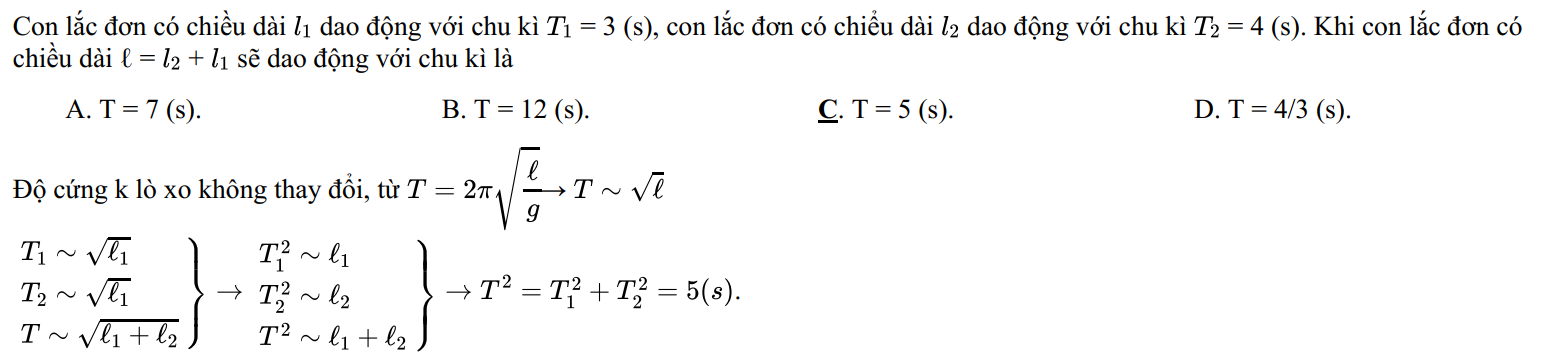 Con lắc đơn có chiều dài $l_1$ dao động với chu kì $T_1$ = 3 (s), con lắc đơn có chiểu dài $l_2$ dao động với chu kì $T_2$ = 4 (s). Khi con lắc đơn có
chiều dài $\ell = l_2 + l_1$ sẽ dao động với chu kì là
A. T = 7 (s). B. T = 12 (s). C. T = 5 (s). D. T = 4/3 (s).
Độ cứng k lò xo không thay đổi, từ $T = 2\pi\sqrt{\frac{\ell}{g}} \rightarrow T \sim \sqrt{\ell}$
$\left.\begin{matrix} T_1 \sim \sqrt{\ell_1} \\ T_2 \sim \sqrt{\ell_1} \\ T \sim \sqrt{\ell_1 + \ell_2} \end{matrix}\right\} \rightarrow \left.\begin{matrix} T_1^2 \sim \ell_1 \\ T_2^2 \sim \ell_2 \\ T^2 \sim \ell_1 + \ell_2 \end{matrix}\right\} \rightarrow T^2 = T_1^2 + T_2^2 = 5(s).$